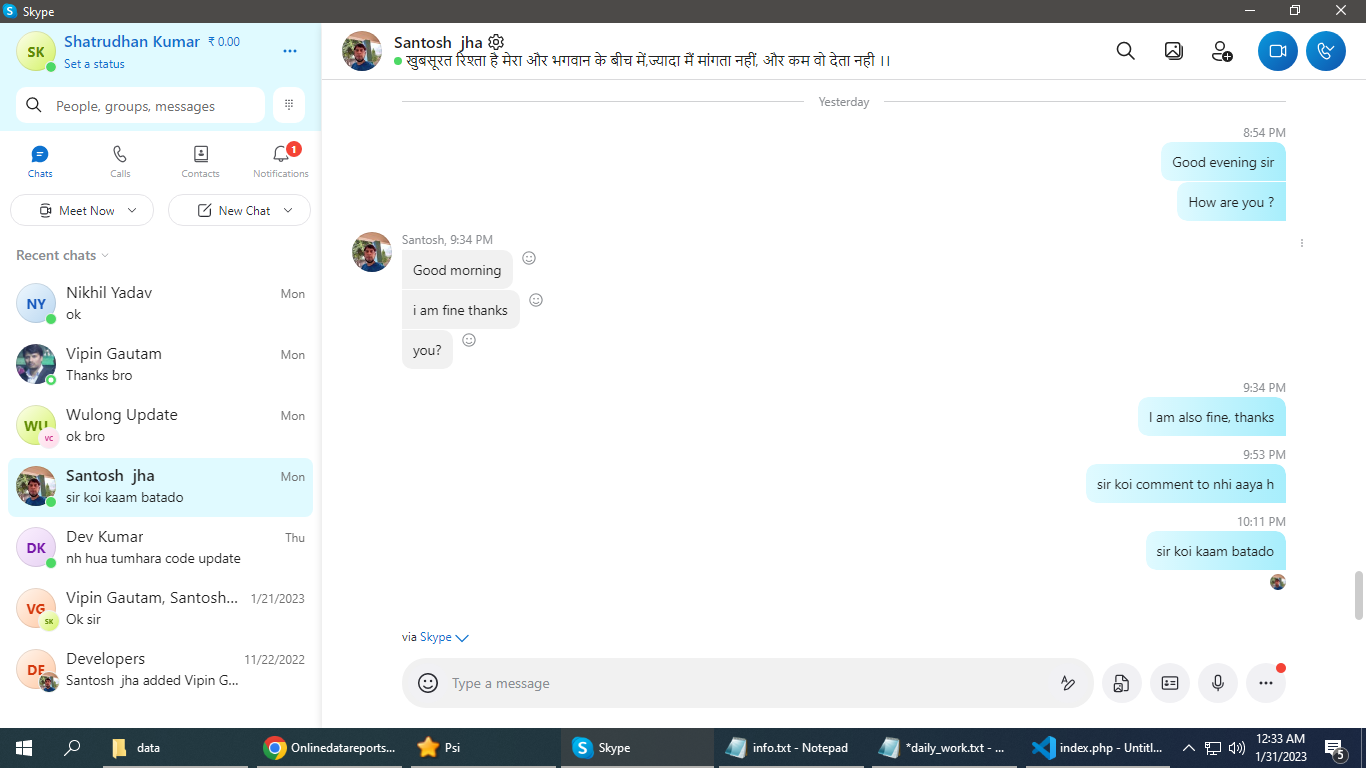 Skype
SK
Shatrudhan Kumar ₹ 0.00
Set a status
People, groups, messages
Chats
Calls
Contacts
1
Notifications
Meet Now
New Chat
Recent chats
NY
Nikhil Yadav
Mon
ok
Vipin Gautam
Mon
Thanks bro
WU
VC
Wulong Update
Mon
ok bro
Santosh jha
Mon
sir koi kaam batado
DK
Dev Kumar
Thu
nh hua tumhara code update
VG
SK
Vipin Gautam, Santosh...
1/21/2023
Ok sir
DE
Developers
11/22/2022
Santosh jha added Vipin G...
Santosh jha
खुबसूरत रिश्ता है मेरा और भगवान के बीच में,ज्यादा मैं मांगता नहीं, और कम वो देता नही ।।
Yesterday
8:54 PM
Good evening sir
How are you ?
Santosh, 9:34 PM
Good morning
i am fine thanks
you?
9:34 PM
I am also fine, thanks
9:53 PM
sir koi comment to nhi aaya h
10:11 PM
sir koi kaam batado
via Skype
Type a message
data
Onlinedatareports...
Psi
Skype
info.txt - Notepad
*daily_work.txt - ...
index.php - Untitl...
12:33 AM
1/31/2023
5